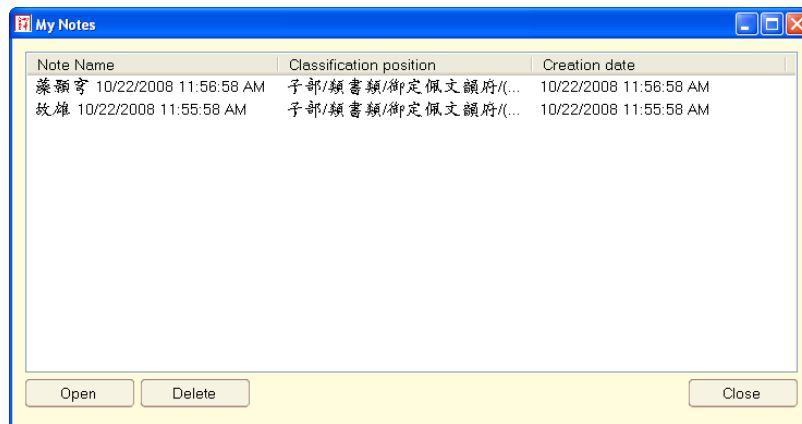 My Notes
Note Name Classification position Creation date
藻顥穹 10/22/2008 11:56:58 AM 子部/類書類/御定佩文韻府/(... 10/22/2008 11:56:58 AM
故雄 10/22/2008 11:55:58 AM 子部/類書類/御定佩文韻府/(... 10/22/2008 11:55:58 AM
Open Delete Close